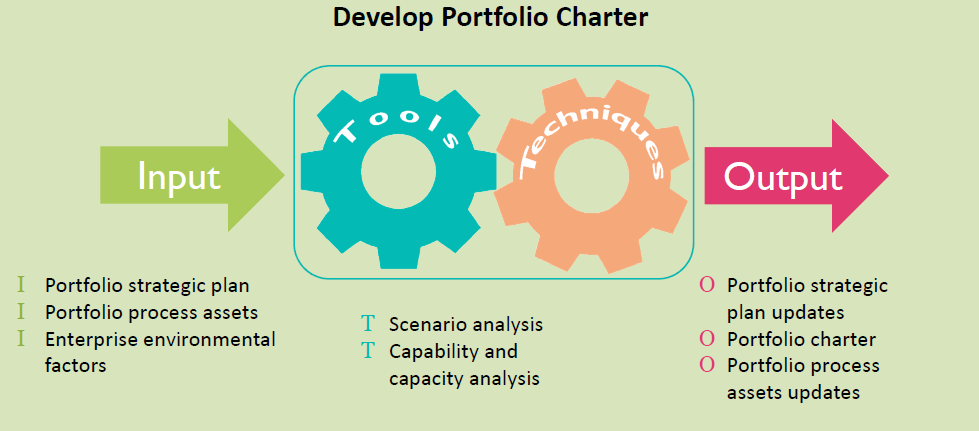 Develop Portfolio Charter
Input
Tools
Techniques
Output
I Portfolio strategic plan
I Portfolio process assets
I Enterprise environmental
factors
T Scenario analysis
T Capability and
capacity analysis
O Portfolio strategic
plan updates
O Portfolio charter
O Portfolio process
assets updates